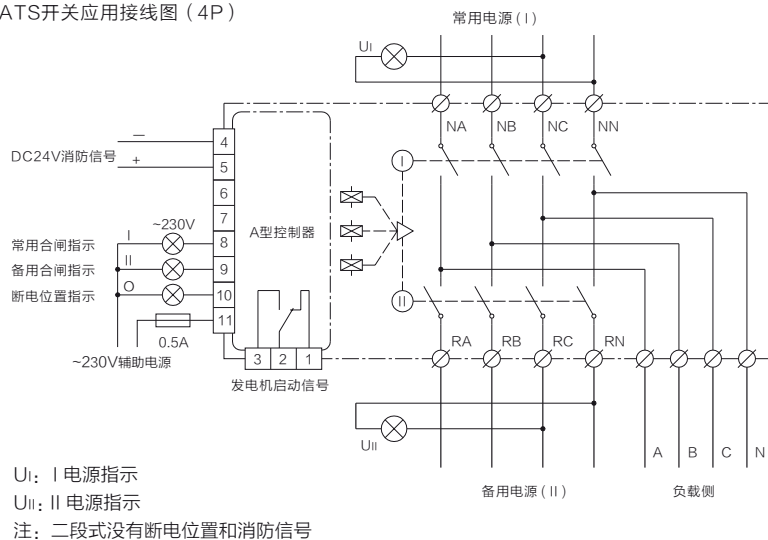 ATS开关应用接线图（4P）
常用电源（I）
UI
NA NB NC NN
DC24V消防信号
—
+
4
5
6
7
8
9
10
11
A型控制器
I
~230V
常用合闸指示
I
备用合闸指示
II
断电位置指示
O
0.5A
~230V辅助电源
3 2 1
发电机启动信号
II
RA RB RC RN
UII
A B C N
备用电源（II）
负载侧
UI：I 电源指示
UII：II 电源指示
注：二段式没有断电位置和消防信号